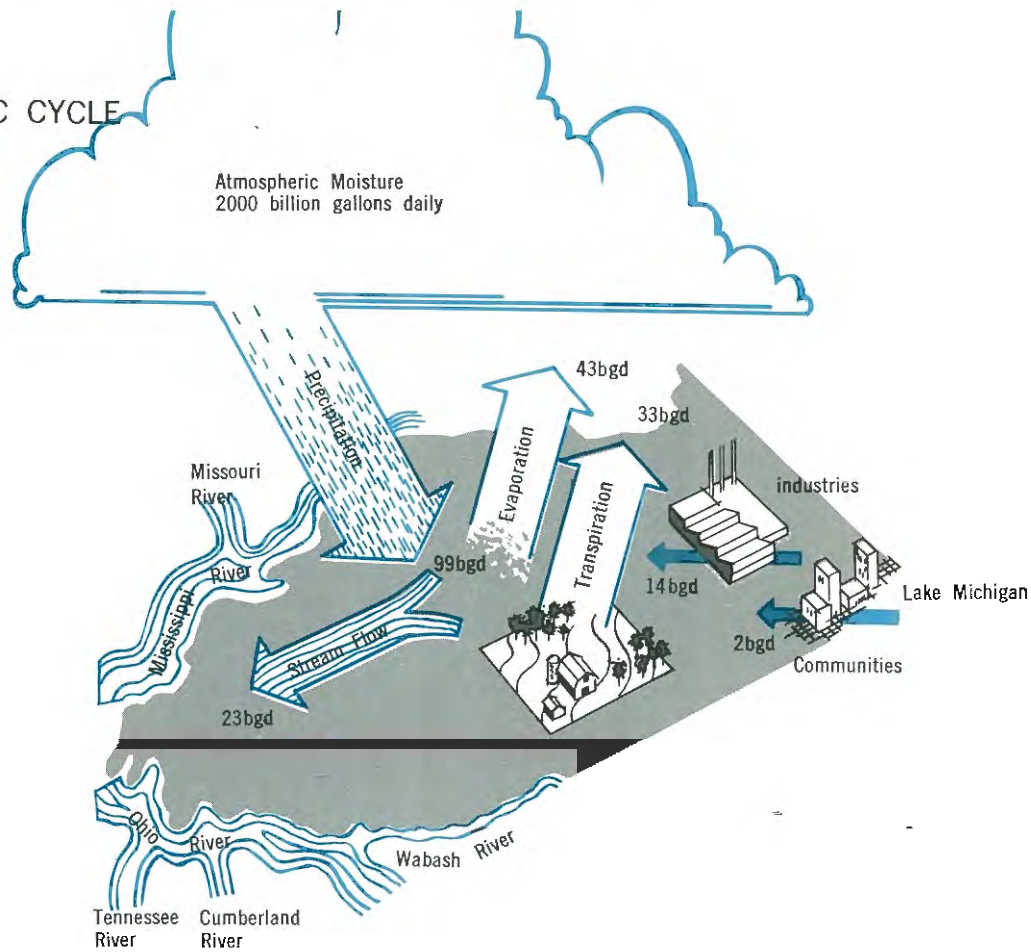 C CYCLE
Atmospheric Moisture
2000 billion gallons daily
Precipitation
43bgd
33bgd
Evaporation
Transpiration
Missouri
River
industries
Mississippi River
99bgd
14bgd
Lake Michigan
2bgd
Communities
Stream Flow
23bgd
Ohio River
Wabash River
Tennessee
River
Cumberland
River